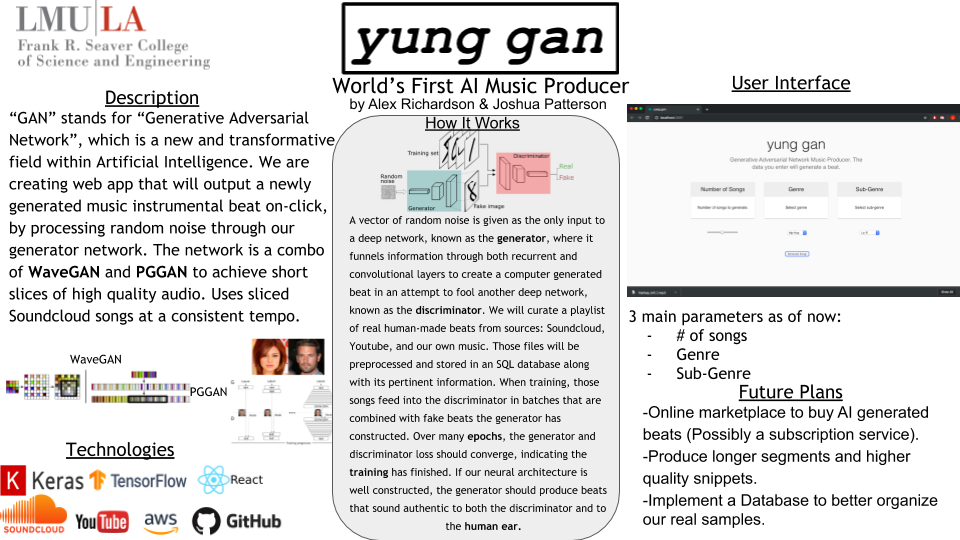 LMU|LA
Frank R. Seaver College
of Science and Engineering
yung gan
World's First AI Music Producer
by Alex Richardson & Joshua Patterson
Description
“GAN” stands for “Generative Adversarial
Network”, which is a new and transformative
field within Artificial Intelligence. We are
creating web app that will output a newly
generated music instrumental beat on-click,
by processing random noise through our
generator network. The network is a combo
of WaveGAN and PGGAN to achieve short
slices of high quality audio. Uses sliced
Soundcloud songs at a consistent tempo.
WaveGAN
PGGAN
Technologies
Keras
TensorFlow
React
SOUNDCLOUD
YouTube
aws
GitHub
How It Works
Training set
Discriminator
Random
noise
Real
Fake
Generator
Fake image
A vector of random noise is given as the only input to
a deep network, known as the generator, where it
funnels information through both recurrent and
convolutional layers to create a computer generated
beat in an attempt to fool another deep network,
known as the discriminator. We will curate a playlist
of real human-made beats from sources: Soundcloud,
Youtube, and our own music. Those files will be
preprocessed and stored in an SQL database along
with its pertinent information. When training, those
songs feed into the discriminator in batches that are
combined with fake beats the generator has
constructed. Over many epochs, the generator and
discriminator loss should converge, indicating the
training has finished. If our neural architecture is
well constructed, the generator should produce beats
that sound authentic to both the discriminator and to
the human ear.
User Interface
yung gan
Generative Adversarial Network Music Producer. The
data you enter will generate a beat.
Number of Songs
Genre
Sub-Genre
Number of songs to generate.
Select genre
Select sub-genre
3 main parameters as of now:
- # of songs
- Genre
- Sub-Genre
Future Plans
-Online marketplace to buy AI generated
beats (Possibly a subscription service).
-Produce longer segments and higher
quality snippets.
-Implement a Database to better organize
our real samples.